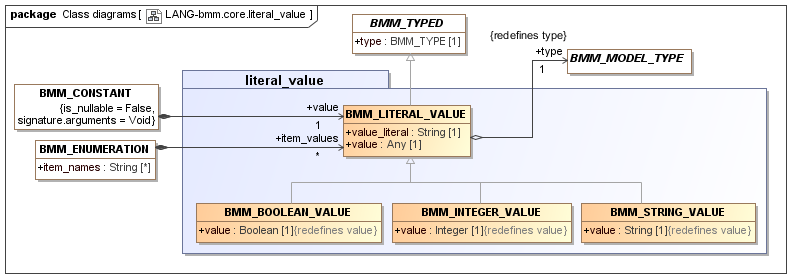 package Class diagrams[ LANG-bmm.core.literal_value ]
BMM_TYPED
+type : BMM_TYPE [1]
{redefines type}
+type
1
BMM_MODEL_TYPE
literal_value
BMM_CONSTANT
{is_nullable = False,
signature.arguments = Void}
+value
1
BMM_LITERAL_VALUE
+value_literal : String [1]
+value : Any [1]
+item_values
*
BMM_ENUMERATION
+item_names : String [*]
BMM_BOOLEAN_VALUE
+value : Boolean [1]{redefines value}
BMM_INTEGER_VALUE
+value : Integer [1]{redefines value}
BMM_STRING_VALUE
+value : String [1]{redefines value}